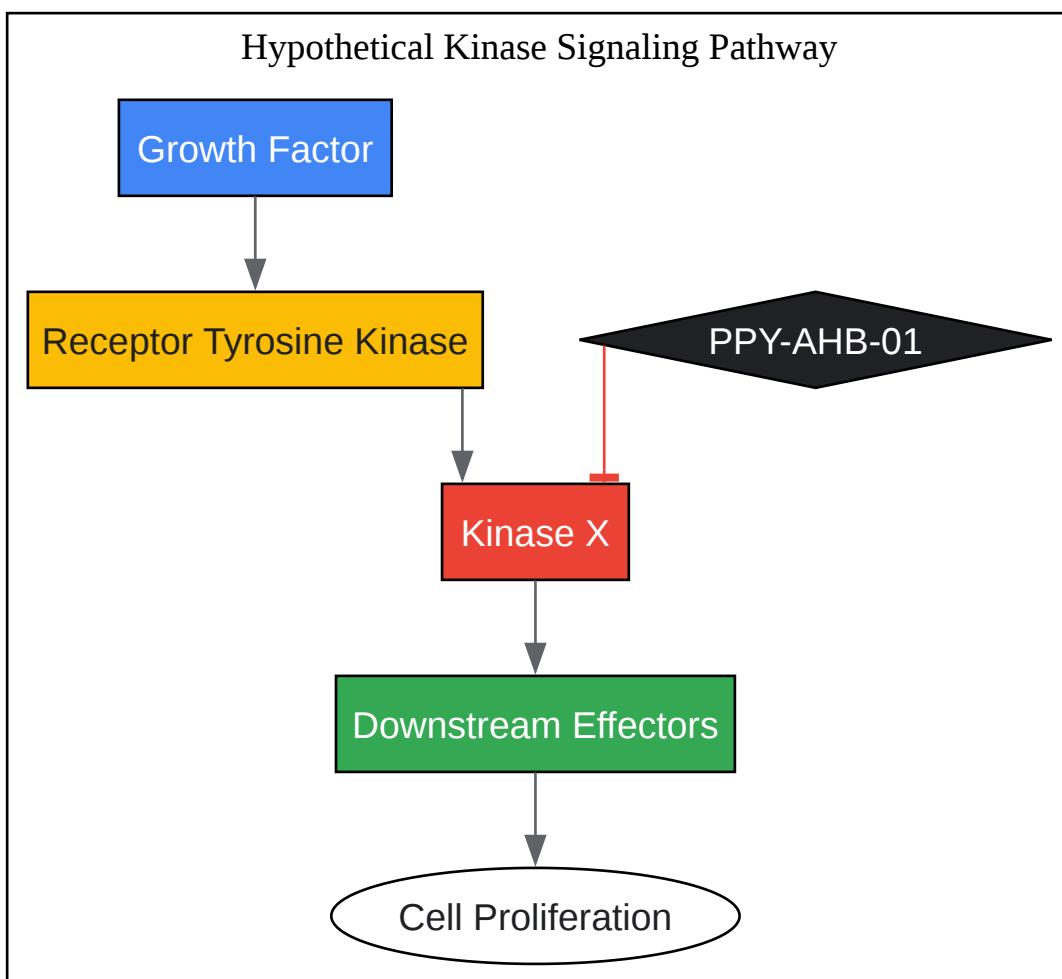 Hypothetical Kinase Signaling Pathway
Growth Factor
Receptor Tyrosine Kinase
PPY-AHB-01
Kinase X
Downstream Effectors
Cell Proliferation